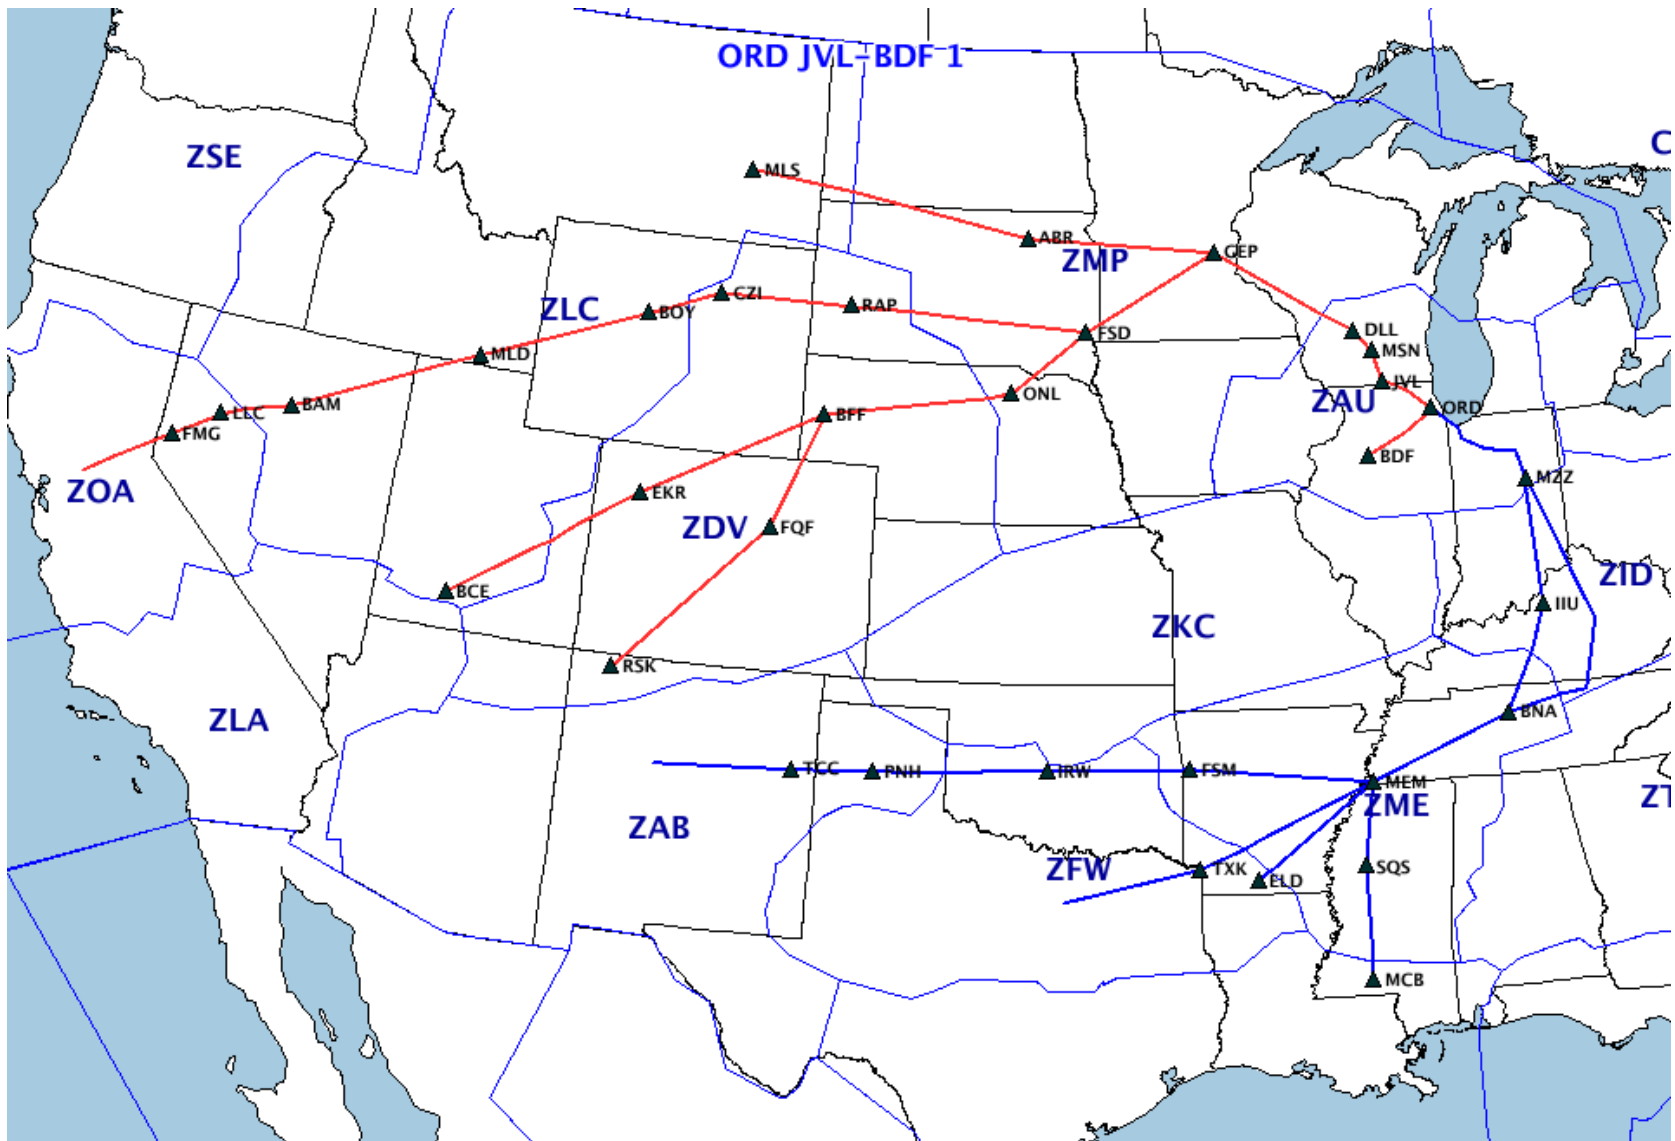 ORD JVL-BDF 1
C
ZSE
MLS
ABR
ZMP
GEP
ZLC
CZI
BOY
RAP
FSD
DLL
MSN
MLD
JVL
ONL
ZAU
ORD
LLC
BAM
BFF
FMG
BDF
MZZ
ZOA
EKR
ZDV
FQF
ZID
BCE
IIU
ZKC
RSK
ZLA
BNA
TCC
PNH
IRW
FSM
MEM
ZME
ZT
ZAB
ZFW
TXK
ELD
SQS
MCB